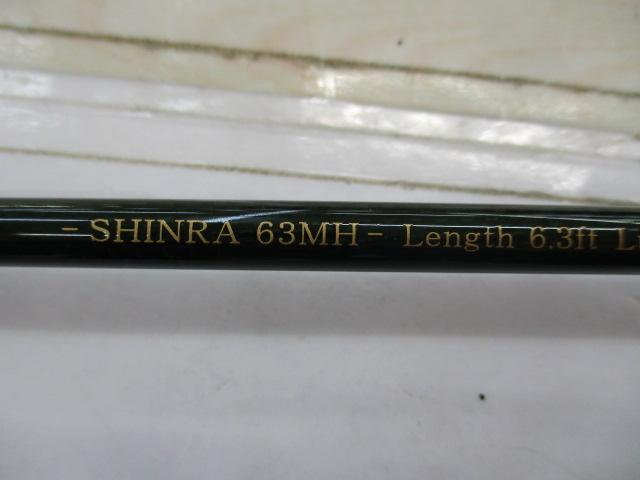 - SHINRA 63MH - Length 6.3ft